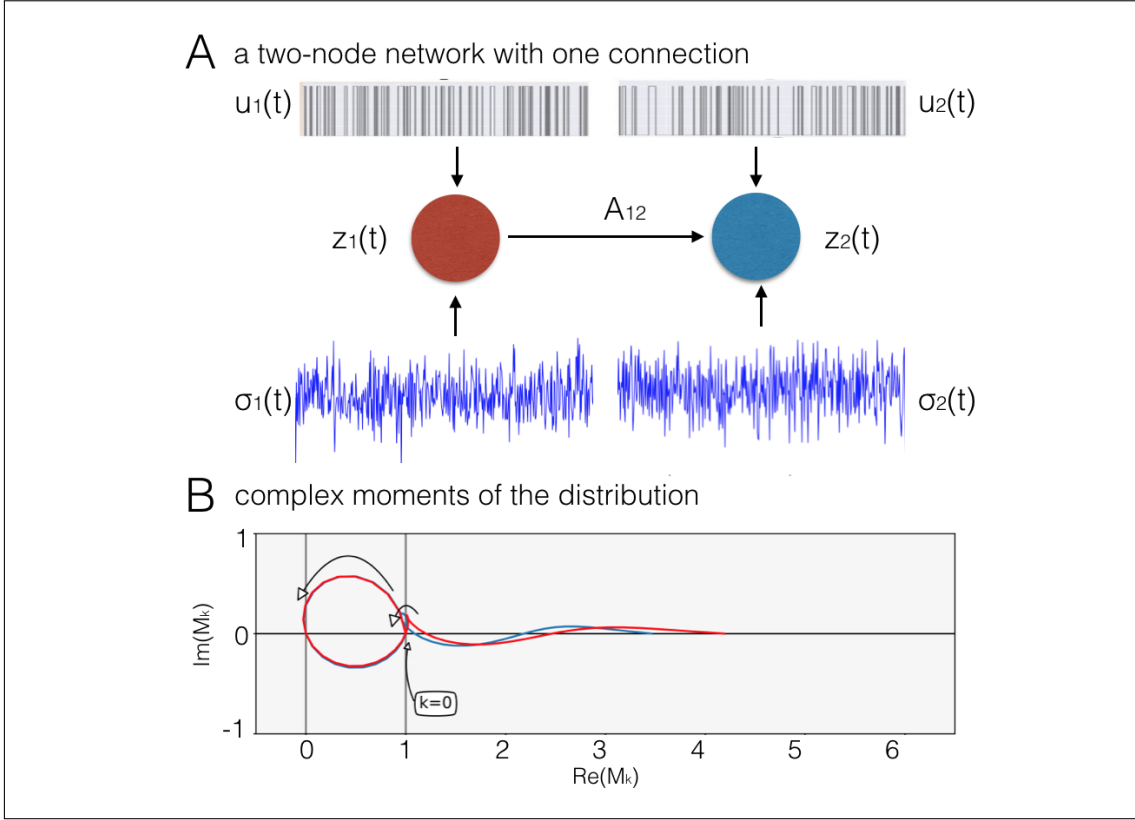 A a two-node network with one connection
u1(t) u2(t)
A12
z1(t) z2(t)
σ1(t) σ2(t)
B complex moments of the distribution
1
0
-1
Im(Mk)
k=0
0 1 2 3 4 5 6
Re(Mk)